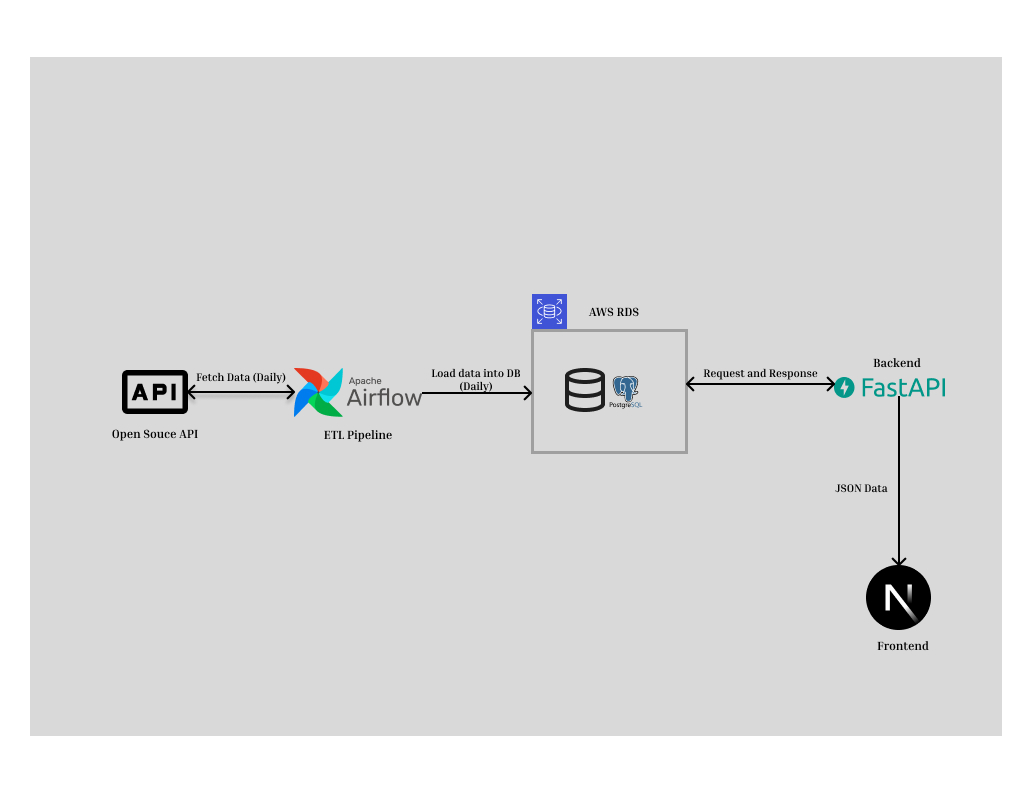 AWS RDS
Backend
Request and Response
FastAPI
Load data into DB
(Daily)
Fetch Data (Daily)
Apache
Airflow
API
PostgreSQL
Open Souce API
ETL Pipeline
JSON Data
N
Frontend